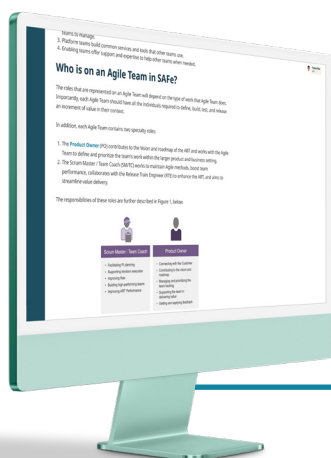 teams to manage.
3. Platform teams build common services and tools that other teams use.
4. Enabling teams offer support and expertise to help other teams when needed.
Who is on an Agile Team in SAFe?
The roles that are represented on an Agile Team will depend on the type of work that Agile Team does.
Importantly, each Agile Team should have all the individuals required to define, build, test, and release
an increment of value in their context.
In addition, each Agile Team contains two specialty roles:
1. The Product Owner (PO) contributes to the Vision and roadmap of the ART and works with the Agile
Team to define and prioritize the team's work within the larger product and business setting.
2. The Scrum Master / Team Coach (SM/TC) works to maintain Agile methods, boost team
performance, collaborates with the Release Train Engineer (RTE) to enhance the ART, and aims to
streamline value delivery.
The responsibilities of these roles are further described in Figure 1, below.
Scrum Master / Team Coach
• Facilitating PI planning
• Supporting iteration execution
• Improving flow
• Building high-performing teams
• Improving ART Performance
Product Owner
• Connecting with the Customer
• Contributing to the vision and
roadmap
• Managing and prioritizing the
team backlog
• Supporting the team in
delivering value
• Getting and applying feedback